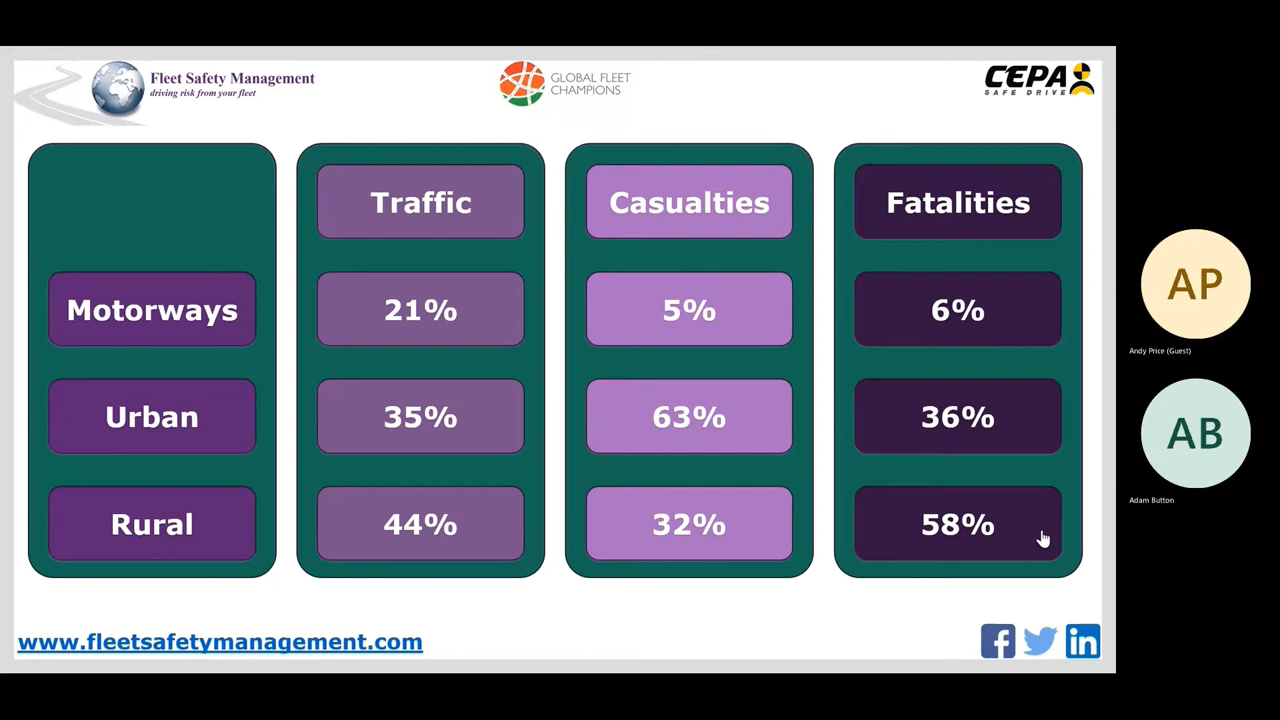 Fleet Safety Management
driving risk from your fleet
GLOBAL FLEET
CHAMPIONS
CEPA
SAFE DRIVE
Traffic
Casualties
Fatalities
Motorways
21%
5%
6%
Urban
35%
63%
36%
Rural
44%
32%
58%
www.fleetsafetymanagement.com
f
in
AP
Andy Price (Guest)
AB
Adam Button